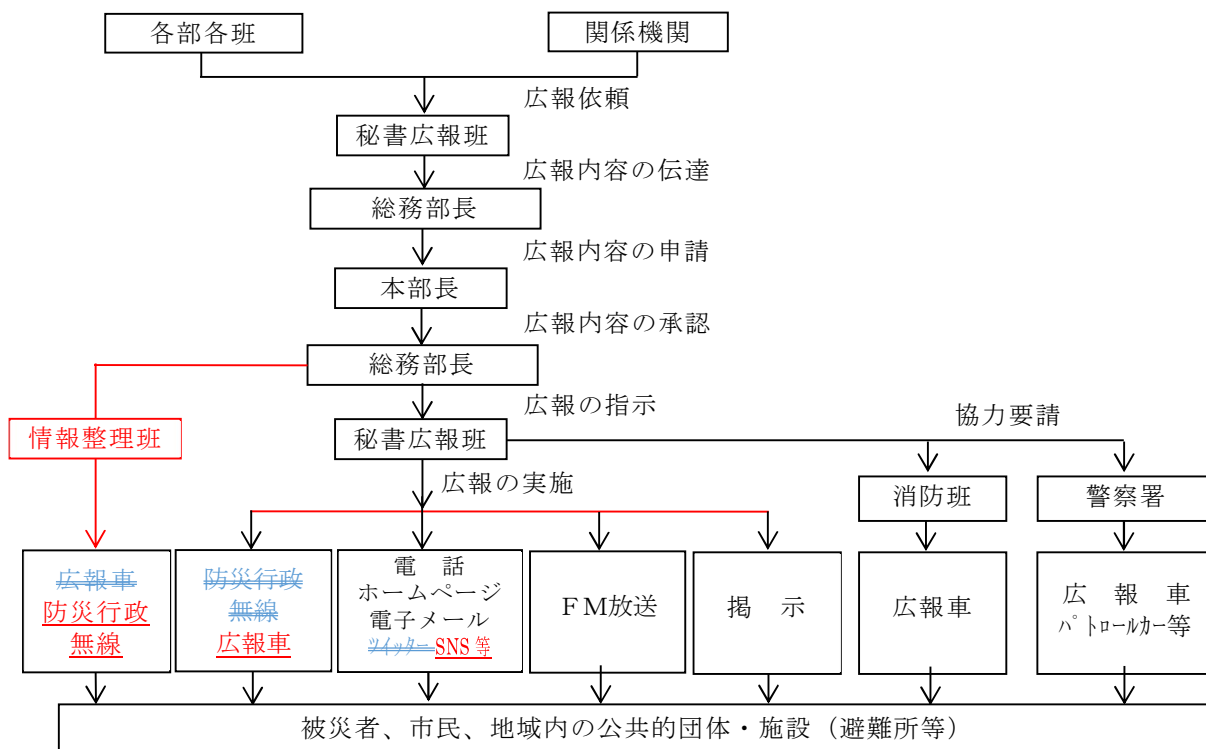 各部各班
関係機関
広報依頼
秘書広報班
広報内容の伝達
総務部長
広報内容の申請
本部長
広報内容の承認
総務部長
広報の指示
協力要請
情報整理班
秘書広報班
広報の実施
消防班
警察署
広報車
防災行政
無線
防災行政
無線
広報車
電 話
ホームページ
電子メール
ツイッターSNS等
FM放送
掲 示
広報車
広 報 車
パトロールカー等
被災者、市民、地域内の公共的団体・施設（避難所等）